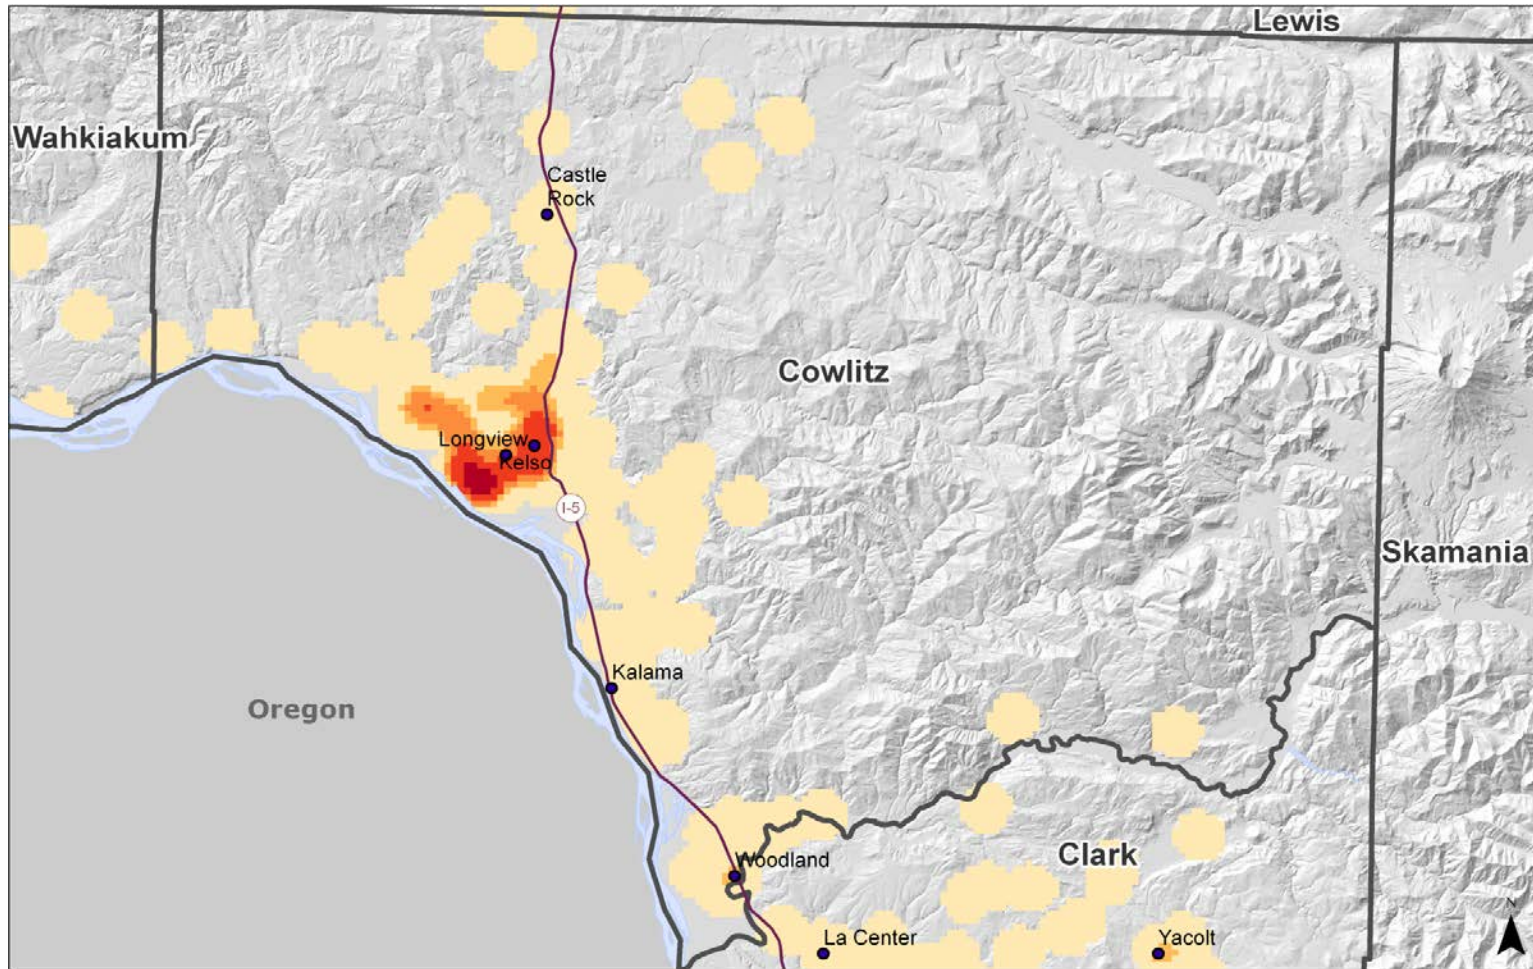 Lewis
Wahkiakum
Castle
Rock
Cowlitz
Longview
Kelso
I-5
Skamania
Kalama
Oregon
Woodland
Clark
N
La Center
Yacolt